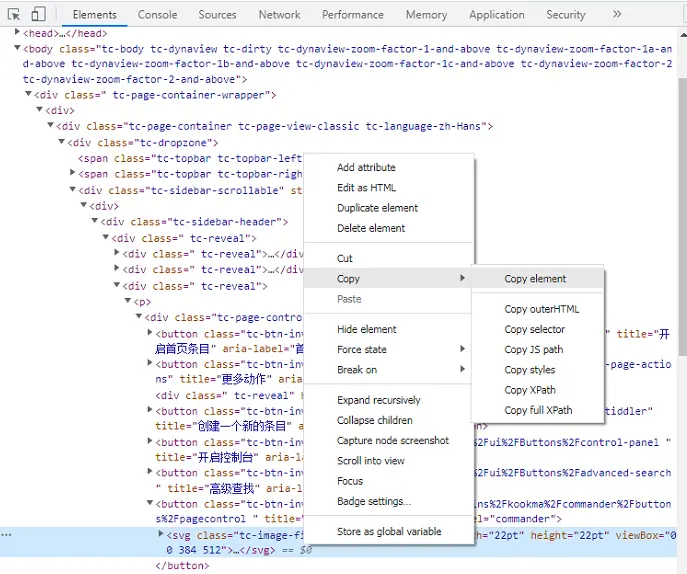 Elements Console Sources Network Performance Memory Application Security »
<head>…</head>
<body class="tc-body tc-dynaview tc-dirty tc-dynaview-zoom-factor-1-and-above tc-dynaview-zoom-factor-1a-a
nd-above tc-dynaview-zoom-factor-1b-and-above tc-dynaview-zoom-factor-1c-and-above tc-dynaview-zoom-factor-2
tc-dynaview-zoom-factor-2-and-above">
<div class=" tc-page-container-wrapper">
<div>
<div class="tc-page-container tc-page-view-classic tc-language-zh-Hans">
<div class="tc-dropzone">
<span class="tc-topbar tc-topbar-left
<span class="tc-topbar tc-topbar-righ
<div class="tc-sidebar-scrollable" st
<div>
<div class="tc-sidebar-header">
<div class=" tc-reveal">
<div class=" tc-reveal">…</div
<div class=" tc-reveal">…</di
<div class=" tc-reveal">
<p>
<div class="tc-page-contro
<button class="tc-btn-inv " title="开
启首页条目" aria-label="首
<button class="tc-btn-inv -page-actio
ns" title="更多动作" aria-la
<div class=" tc-reveal" h
<button class="tc-btn-inv tiddler"
title="创建一个新的条目"
<button class="tc-btn-inv %2Fui%2FButtons%2Fcontrol-panel "
title="开启控制台" aria-la
<button class="tc-btn-inv %2Fui%2FButtons%2Fadvanced-search
" title="高级查找" aria-l
<button class="tc-btn-inv ins%2Fkookma%2Fcommander%2Fbutton
s%2Fpagecontrol " title= el="commander">
<svg class="tc-image-fi ="22pt" height="22pt" viewBox="0
0 384 512">…</svg> == $0
</button>
Add attribute
Edit as HTML
Duplicate element
Delete element
Cut
Copy
Paste
Hide element
Force state
Break on
Expand recursively
Collapse children
Capture node screenshot
Scroll into view
Focus
Badge settings…
Store as global variable
Copy element
Copy outerHTML
Copy selector
Copy JS path
Copy styles
Copy XPath
Copy full XPath